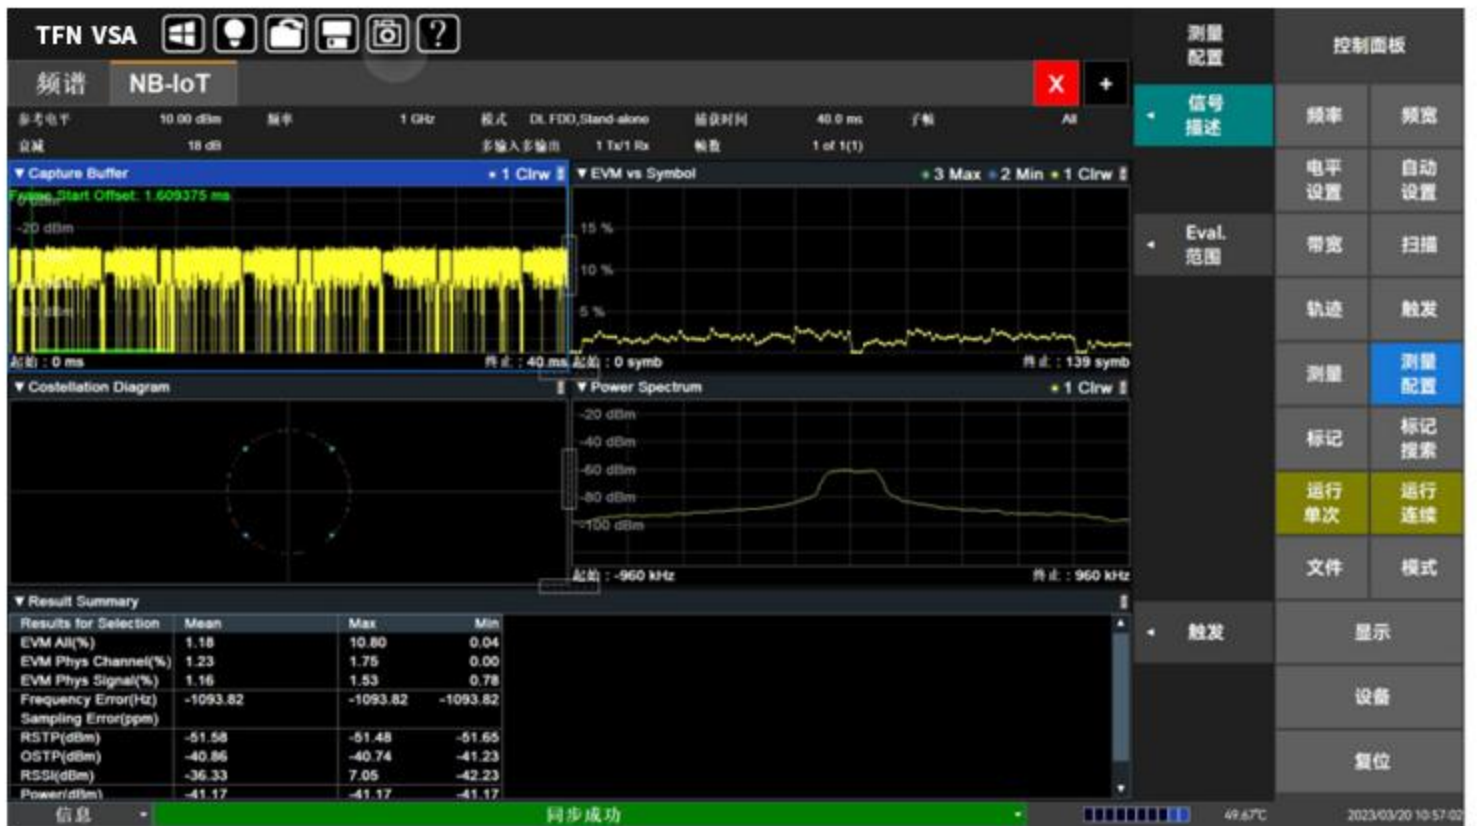 TFN VSA
?
频谱 NB-IoT X +
参考电平 10.00 dBm 频率 1 GHz 模式 DL FDD,Stand-alone 捕获时间 40.0 ms 子帧 All
衰减 18 dB 多输入多输出 1 Tx/1 Rx 帧数 1 of 1(1)
▼ Capture Buffer 1 Clrw
Frame Start Offset: 1.609375 ms
-20 dBm
起始 : 0 ms 终止 : 40 ms
▼ EVM vs Symbol 3 Max 2 Min 1 Clrw
15 %
10 %
5 %
起始 : 0 symb 终止 : 139 symb
▼ Costellation Diagram
▼ Power Spectrum 1 Clrw
-20 dBm
-40 dBm
-60 dBm
-80 dBm
-100 dBm
起始 : -960 kHz 终止 : 960 kHz
▼ Result Summary
Results for Selection Mean Max Min
EVM All(%) 1.18 10.80 0.04
EVM Phys Channel(%) 1.23 1.75 0.00
EVM Phys Signal(%) 1.16 1.53 0.78
Frequency Error(Hz) -1093.82 -1093.82 -1093.82
Sampling Error(ppm)
RSTP(dBm) -51.58 -51.48 -51.65
OSTP(dBm) -40.86 -40.74 -41.23
RSSI(dBm) -36.33 7.05 -42.23
Power(dBm) -41.17 -41.17 -41.17
信息 同步成功 49.67℃ 2023/03/20 10:57:02
测量
配置
信号
描述
Eval.
范围
触发
控制面板
频率 频宽
电平 自动
设置 设置
带宽 扫描
轨迹 触发
测量 测量
配置
标记 标记
搜索
运行 运行
单次 连续
文件 模式
显示
设备
复位